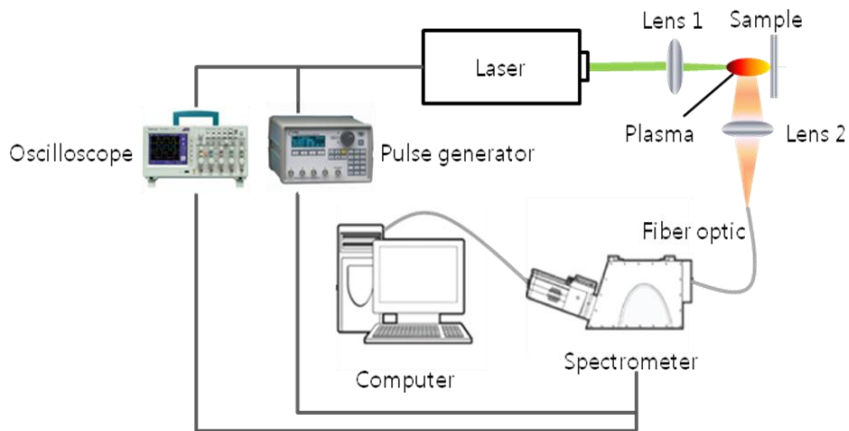 Lens 1
Sample
Laser
Plasma
Lens 2
Oscilloscope
Pulse generator
Fiber optic
Spectrometer
Computer